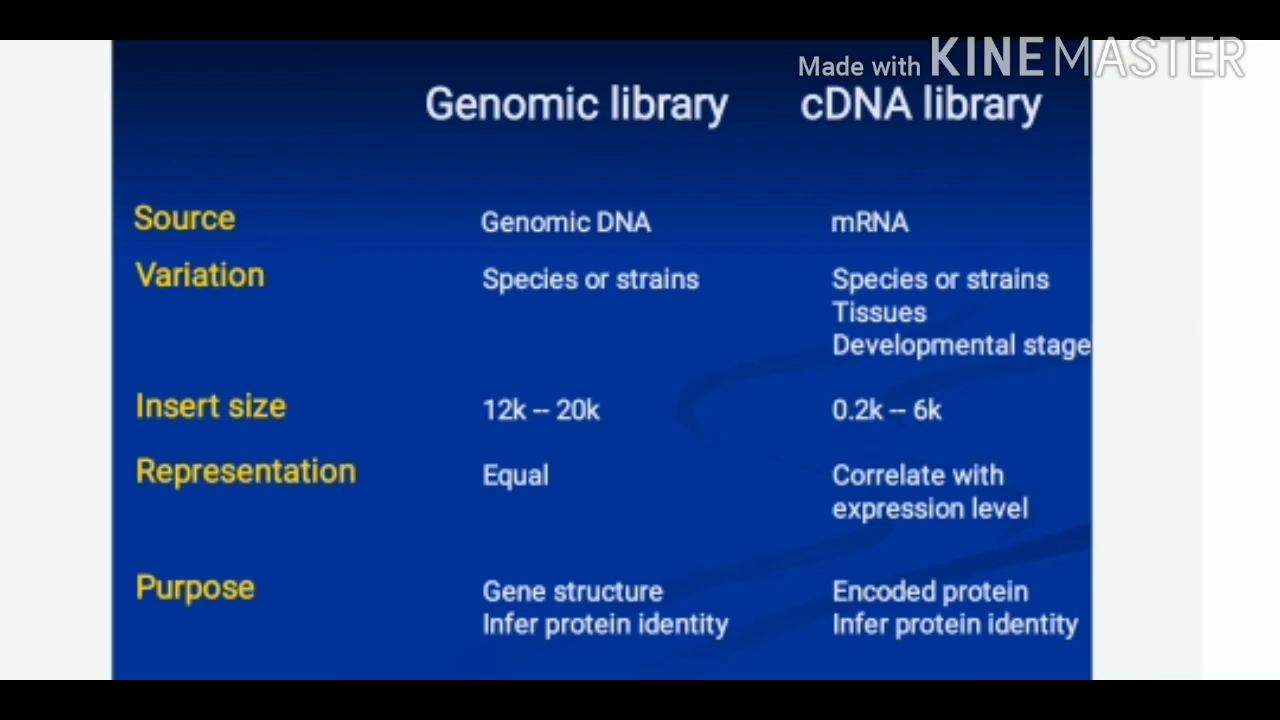 Made with KINEMASTER
Genomic library cDNA library
Source Genomic DNA mRNA
Variation Species or strains Species or strains
Tissues
Developmental stage
Insert size 12k -- 20k 0.2k -- 6k
Representation Equal Correlate with
expression level
Purpose Gene structure Encoded protein
Infer protein identity Infer protein identity